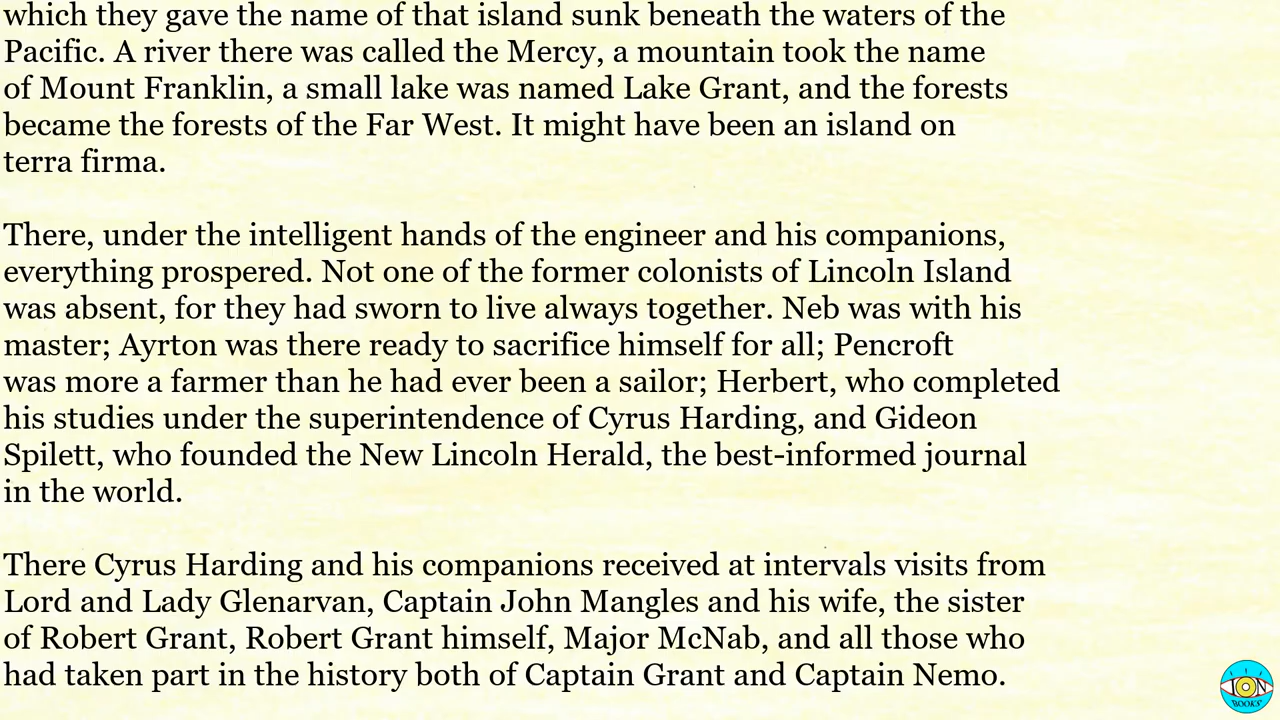 which they gave the name of that island sunk beneath the waters of the
Pacific. A river there was called the Mercy, a mountain took the name
of Mount Franklin, a small lake was named Lake Grant, and the forests
became the forests of the Far West. It might have been an island on
terra firma.
There, under the intelligent hands of the engineer and his companions,
everything prospered. Not one of the former colonists of Lincoln Island
was absent, for they had sworn to live always together. Neb was with his
master; Ayrton was there ready to sacrifice himself for all; Pencroft
was more a farmer than he had ever been a sailor; Herbert, who completed
his studies under the superintendence of Cyrus Harding, and Gideon
Spilett, who founded the New Lincoln Herald, the best-informed journal
in the world.
There Cyrus Harding and his companions received at intervals visits from
Lord and Lady Glenarvan, Captain John Mangles and his wife, the sister
of Robert Grant, Robert Grant himself, Major McNab, and all those who
had taken part in the history both of Captain Grant and Captain Nemo.
ION
BOOKS